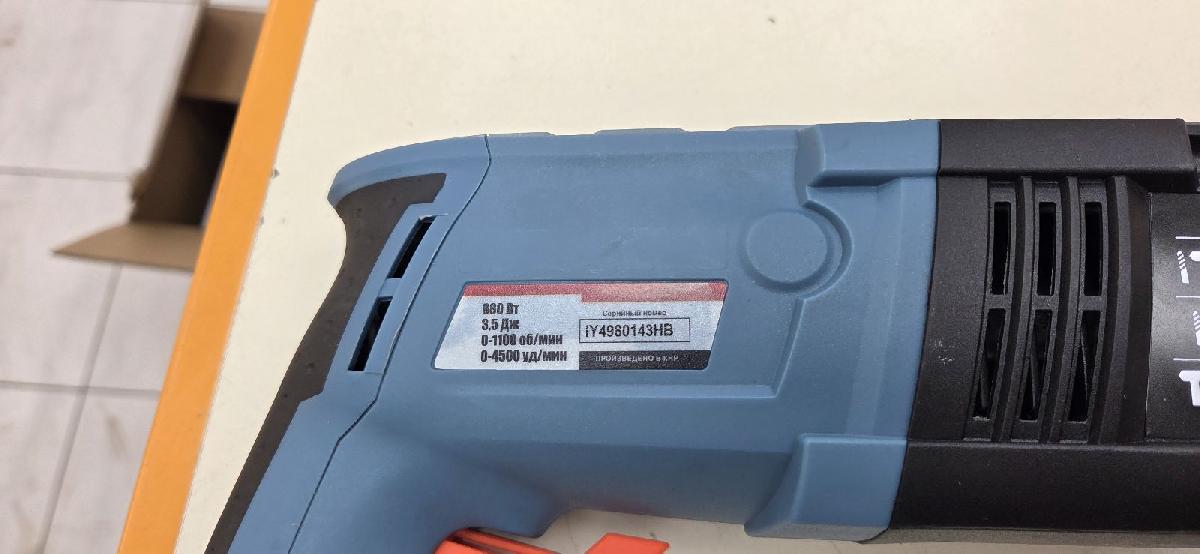 880 Вт
3,5 Дж
0-1100 об/мин
0-4500 уд/мин
Серийный номер
IY4980143HB
ПРОИЗВЕДЕНО В КНР